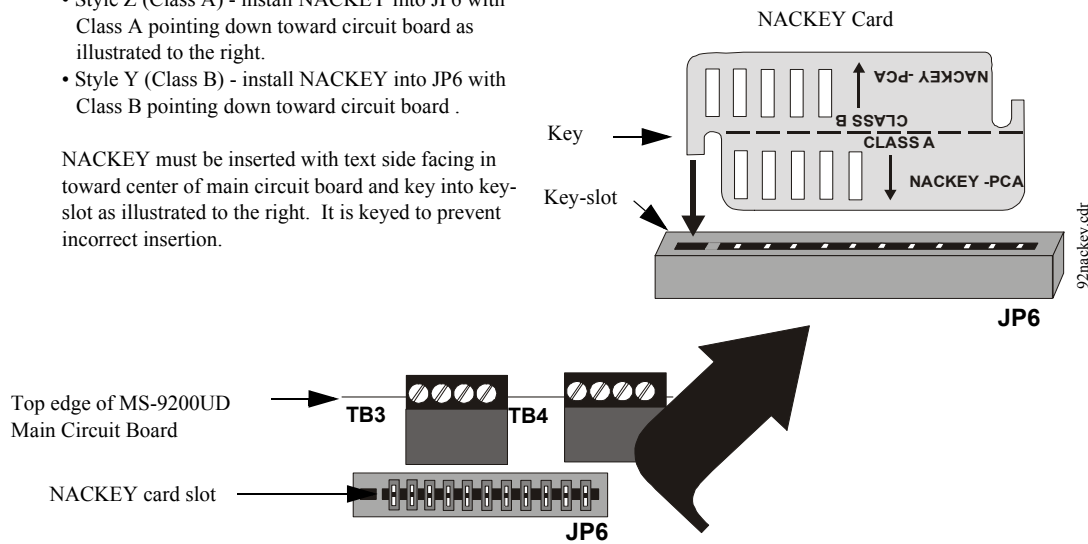 • Style Z (Class A) - install NACKEY into JP6 with
Class A pointing down toward circuit board as
illustrated to the right.
• Style Y (Class B) - install NACKEY into JP6 with
Class B pointing down toward circuit board .
NACKEY must be inserted with text side facing in
toward center of main circuit board and key into key-
slot as illustrated to the right. It is keyed to prevent
incorrect insertion.
NACKEY Card
NACKEY -PCA
CLASS B
CLASS A
NACKEY -PCA
Key
Key-slot
JP6
92nackey.cdr
Top edge of MS-9200UD
Main Circuit Board
TB3
TB4
NACKEY card slot
JP6